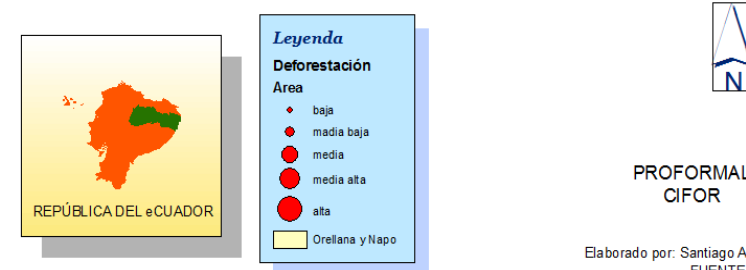 REPÚBLICA DEL eCUADOR
Leyenda
Deforestación
Area
baja
madia baja
media
media alta
alta
Orellana y Napo
N
PROFORMAL
CIFOR
Elaborado por: Santiago A
FUENTE